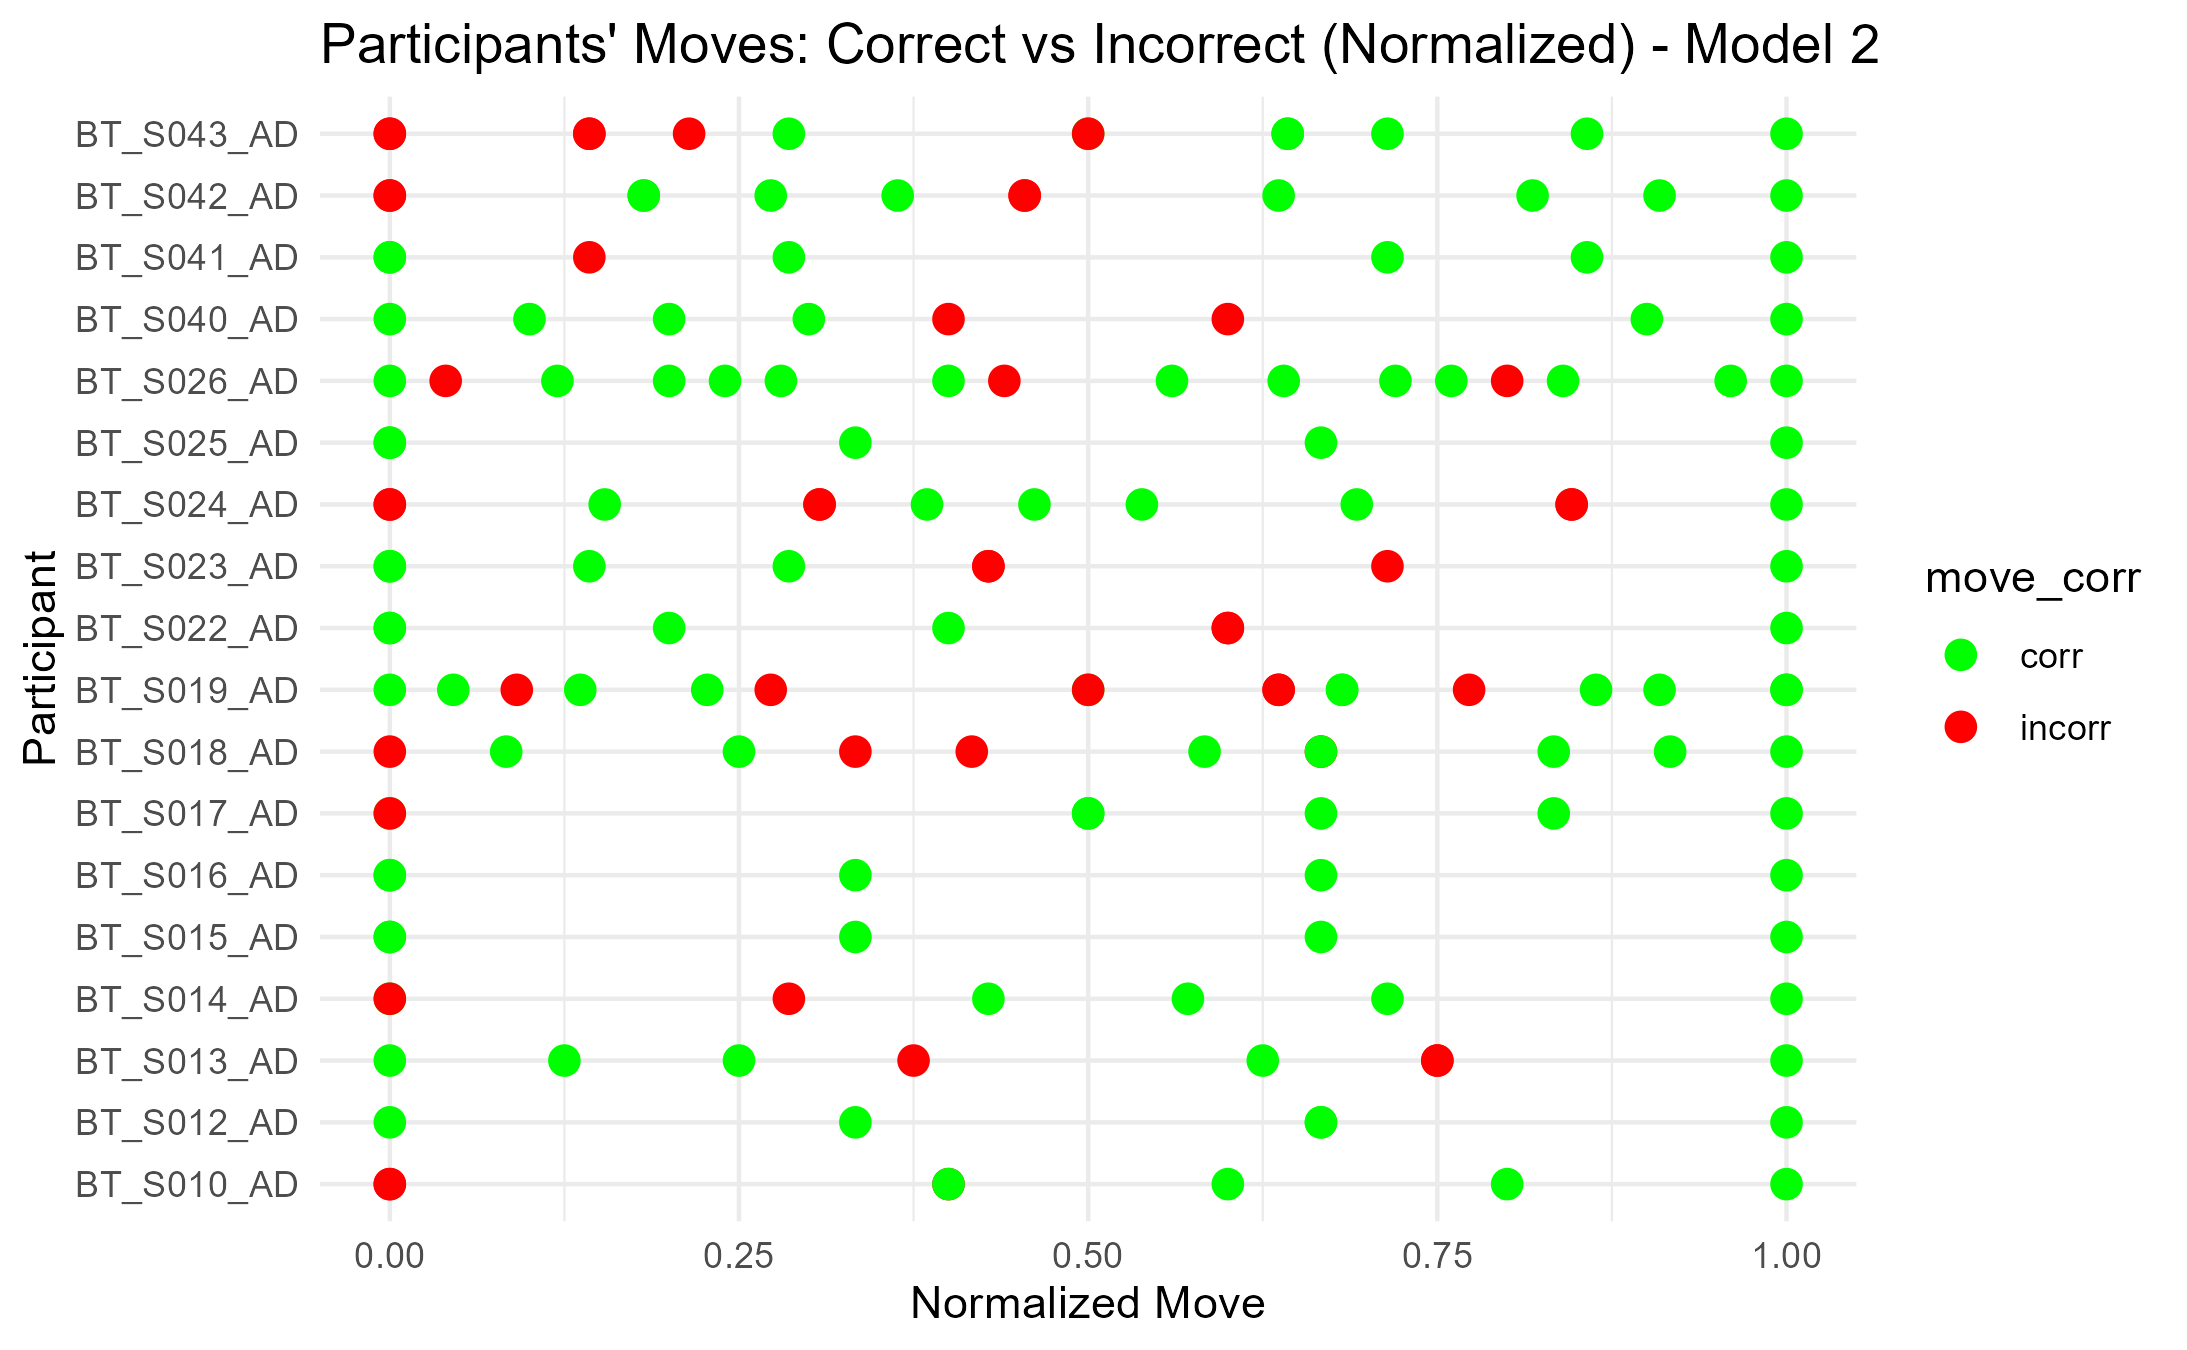 Participants' Moves: Correct vs Incorrect (Normalized) - Model 2
BT_S043_AD
BT_S042_AD
BT_S041_AD
BT_S040_AD
BT_S026_AD
BT_S025_AD
BT_S024_AD
BT_S023_AD
BT_S022_AD
BT_S019_AD
BT_S018_AD
BT_S017_AD
BT_S016_AD
BT_S015_AD
BT_S014_AD
BT_S013_AD
BT_S012_AD
BT_S010_AD
Participant
0.00 0.25 0.50 0.75 1.00
Normalized Move
move_corr
corr
incorr